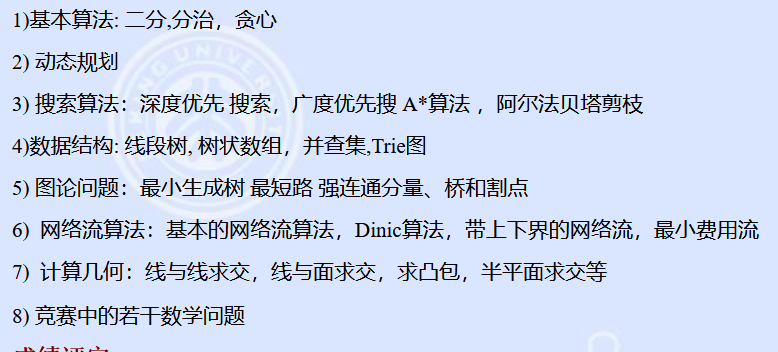 1)基本算法: 二分,分治，贪心
2) 动态规划
3) 搜索算法：深度优先 搜索，广度优先搜 A*算法 ，阿尔法贝塔剪枝
4)数据结构: 线段树, 树状数组，并查集,Trie图
5) 图论问题：最小生成树 最短路 强连通分量、桥和割点
6) 网络流算法：基本的网络流算法，Dinic算法，带上下界的网络流，最小费用流
7) 计算几何：线与线求交，线与面求交，求凸包，半平面求交等
8) 竞赛中的若干数学问题